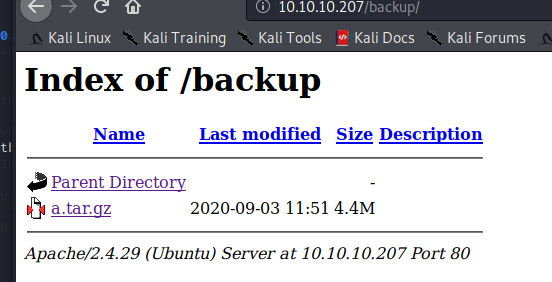 10.10.10.207/backup/
Kali Linux Kali Training Kali Tools Kali Docs Kali Forums
Index of /backup
Name Last modified Size Description
Parent Directory -
a.tar.gz 2020-09-03 11:51 4.4M
Apache/2.4.29 (Ubuntu) Server at 10.10.10.207 Port 80